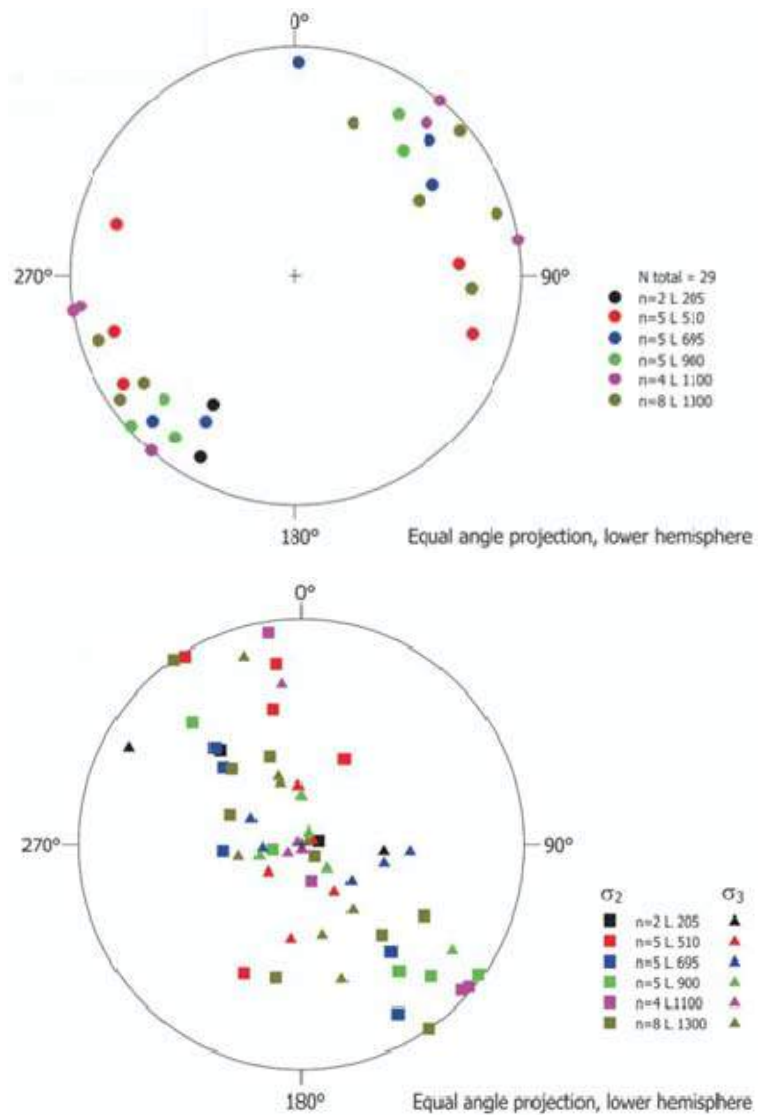 0°
270°
90°
N total = 29
n=2 L 205
n=5 L 510
n=5 L 695
n=5 L 900
n=4 L 1100
n=8 L 1300
180°
Equal angle projection, lower hemisphere
0°
270°
90°
σ2 σ3
n=2 L 205
n=5 L 510
n=5 L 695
n=5 L 900
n=4 L1100
n=8 L 1300
180°
Equal angle projection, lower hemisphere